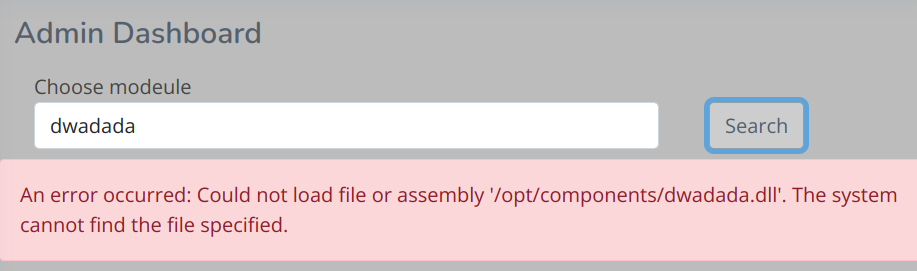 Admin Dashboard
Choose modeule
dwadada
Search
An error occurred: Could not load file or assembly '/opt/components/dwadada.dll'. The system
cannot find the file specified.